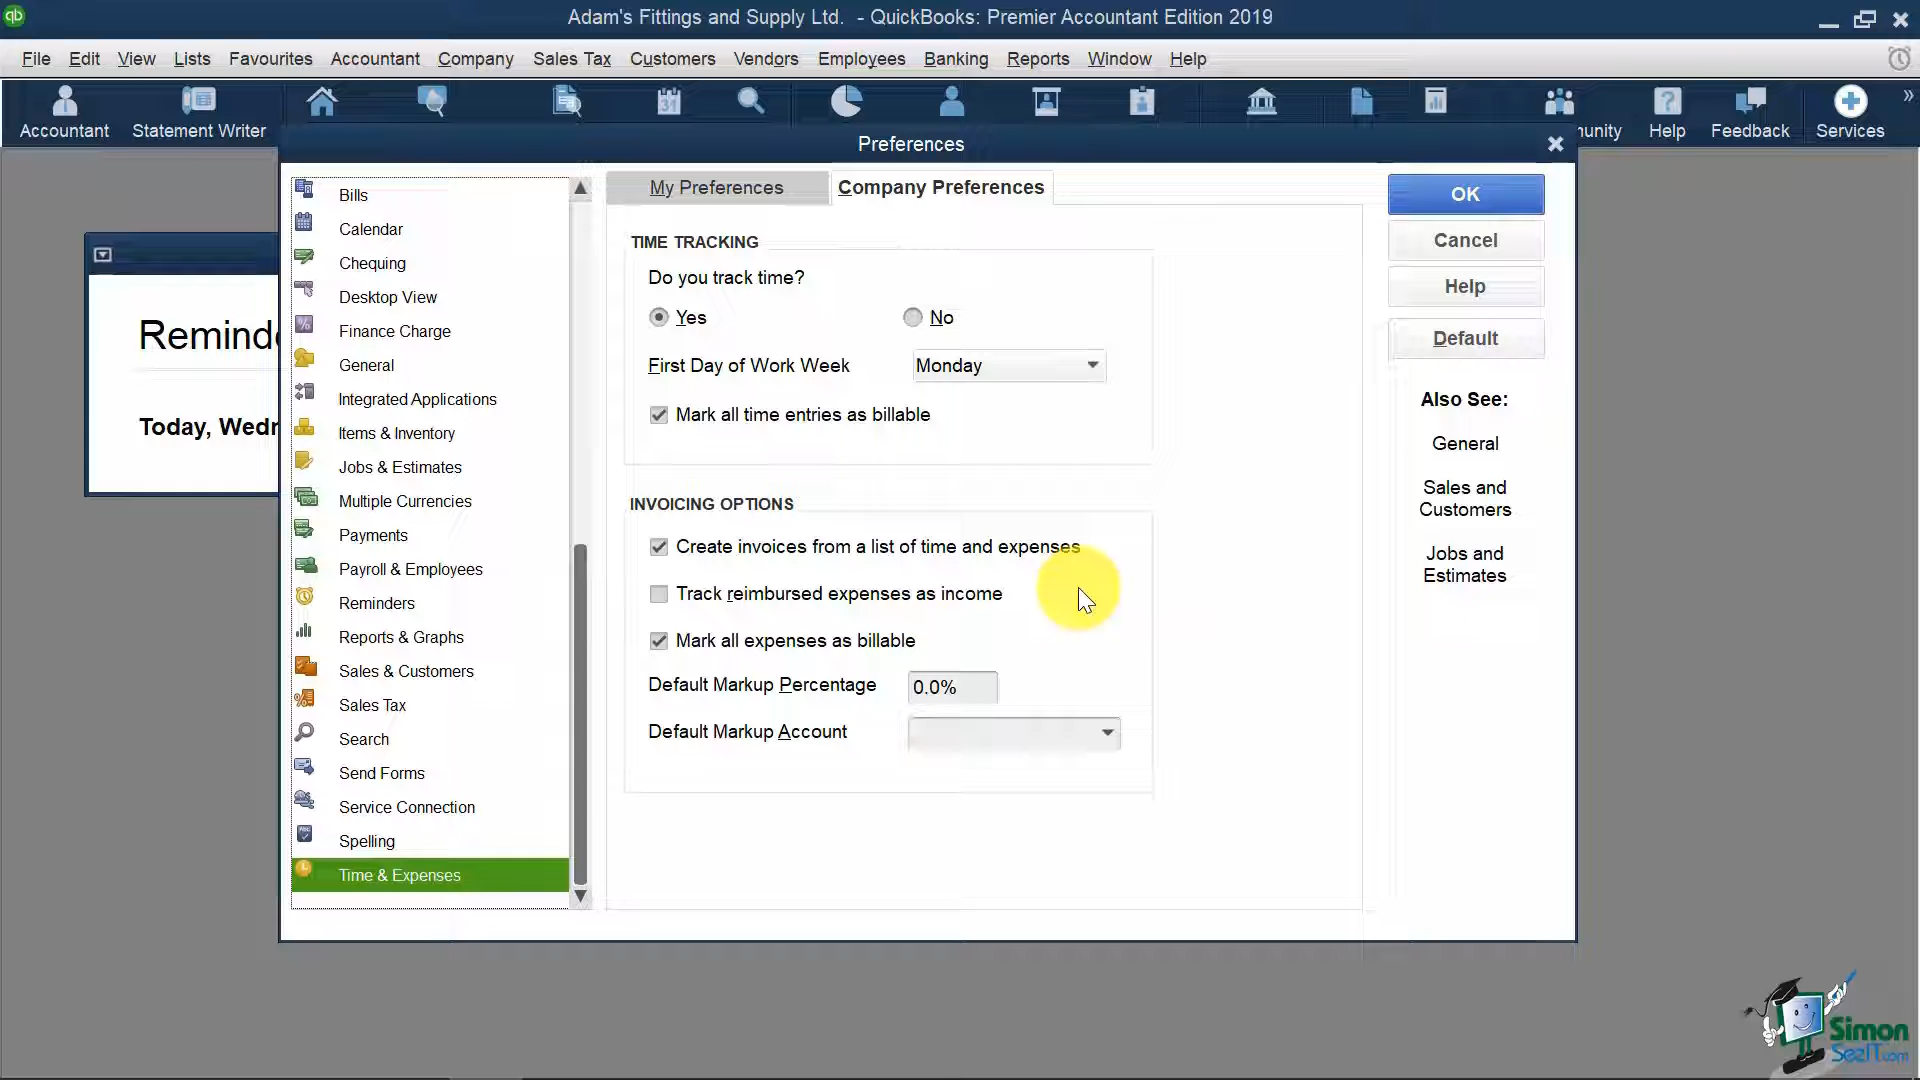 qb
Adam's Fittings and Supply Ltd. - QuickBooks: Premier Accountant Edition 2019
File Edit View Lists Favourites Accountant Company Sales Tax Customers Vendors Employees Banking Reports Window Help
31
Accountant Statement Writer
Help Feedback Services
Preferences
Reminde
Today, Wedn
Bills
Calendar
Chequing
Desktop View
Finance Charge
General
Integrated Applications
Items & Inventory
Jobs & Estimates
Multiple Currencies
Payments
Payroll & Employees
Reminders
Reports & Graphs
Sales & Customers
Sales Tax
Search
Send Forms
Service Connection
Spelling
Time & Expenses
My Preferences Company Preferences
TIME TRACKING
Do you track time?
Yes No
First Day of Work Week Monday
Mark all time entries as billable
INVOICING OPTIONS
Create invoices from a list of time and expenses
Track reimbursed expenses as income
Mark all expenses as billable
Default Markup Percentage 0.0%
Default Markup Account
OK
Cancel
Help
Default
Also See:
General
Sales and
Customers
Jobs and
Estimates
Simon
SezIT.com